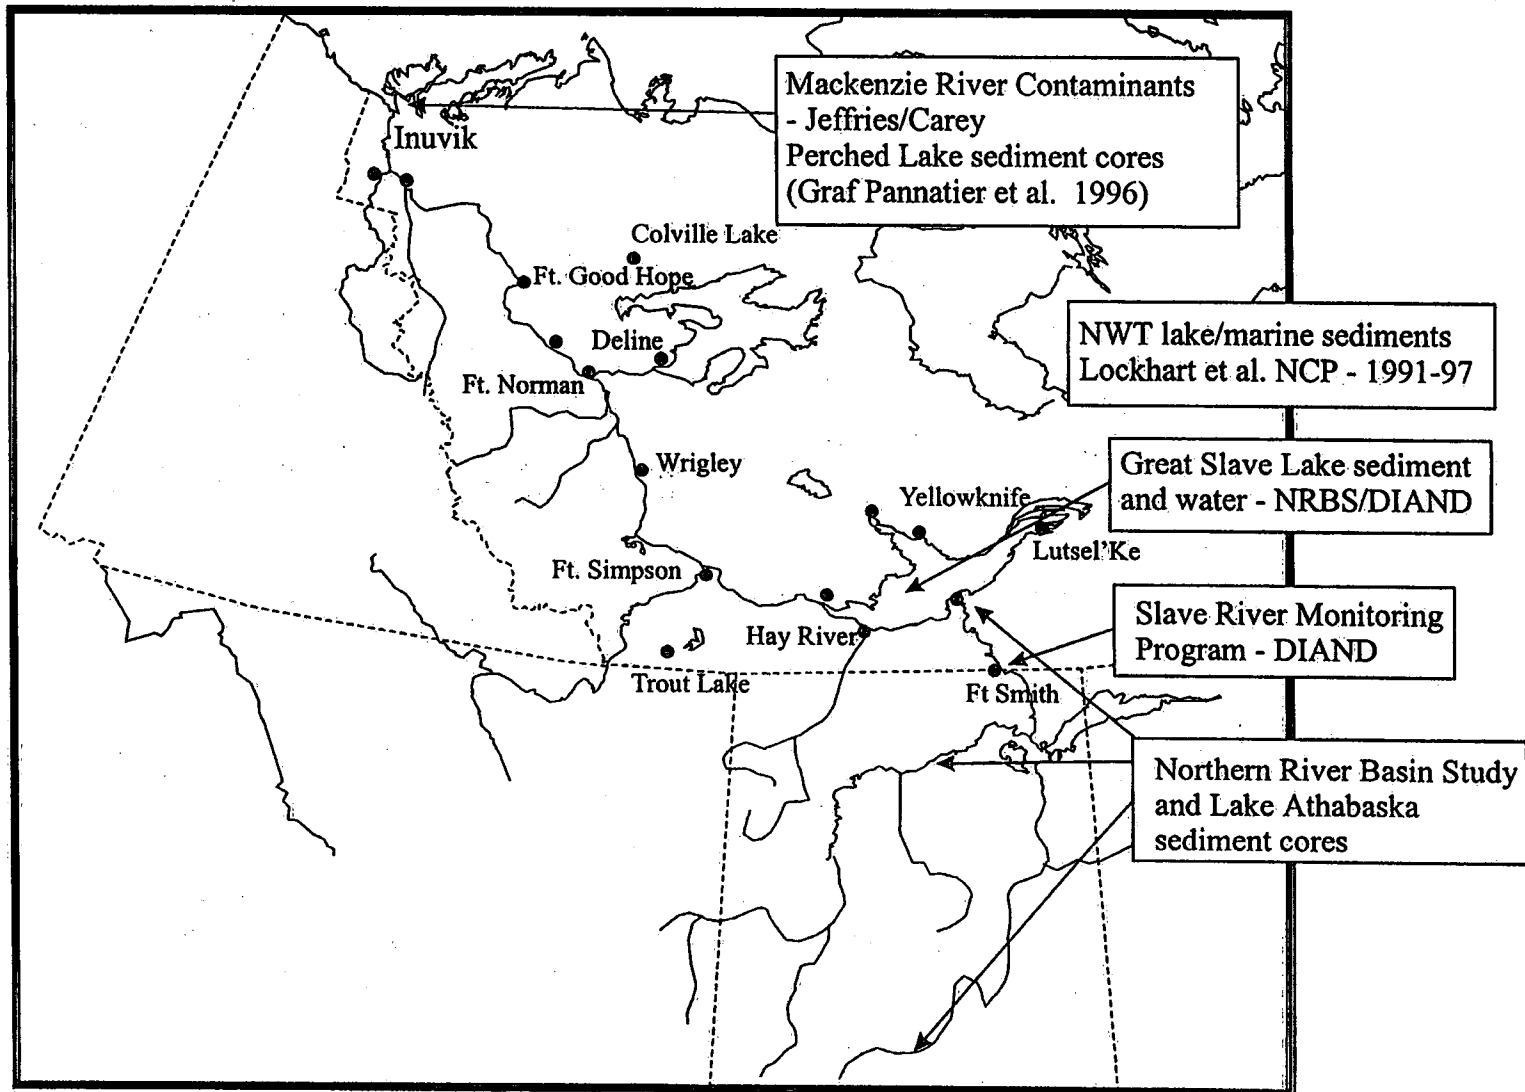 Mackenzie River Contaminants
- Jeffries/Carey
Perched Lake sediment cores
(Graf Pannatier et al. 1996)
Inuvik
Colville Lake
Ft. Good Hope
Deline
Ft. Norman
NWT lake/marine sediments
Lockhart et al. NCP - 1991-97
Wrigley
Great Slave Lake sediment
and water - NRBS/DIAND
Yellowknife
Lutsel'Ke
Ft. Simpson
Slave River Monitoring
Program - DIAND
Hay River
Trout Lake
Ft Smith
Northern River Basin Study
and Lake Athabaska
sediment cores